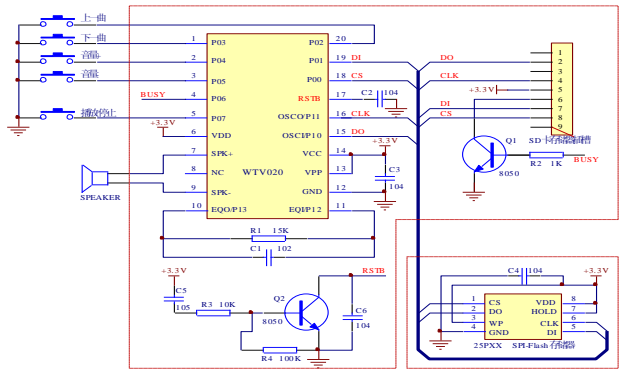 上一曲
下一曲
音量+
音量-
播放停止
BUSY
+3.3V
SPEAKER
1 P03
2 P04
3 P05
4 P06
5 P07
6 VDD
7 SPK+
8 NC
9 SPK-
10 EQO/P13
WTV020
P02 20
P01 19 DI
P00 18 CS
RSTB 17
OSCO/P11 16 CLK
OSCI/P10 15 DO
VCC 14
VPP 13
GND 12
EQI/P12 11
C2 104
+3.3V
C3
104
R1 15K
C1 102
DO
CLK
+3.3V
DI
CS
1
2
3
4
5
6
7
8
9
Q1
8050
R2 1K
BUSY
+3.3V
C5
105
R3 10K
Q2
8050
R4 100K
RSTB
C6
104
C4 104
+3.3V
1 CS
2 DO
3 WP
4 GND
VDD 8
HOLD 7
CLK 6
DI 5
25PXX SPI-Flash 存储器